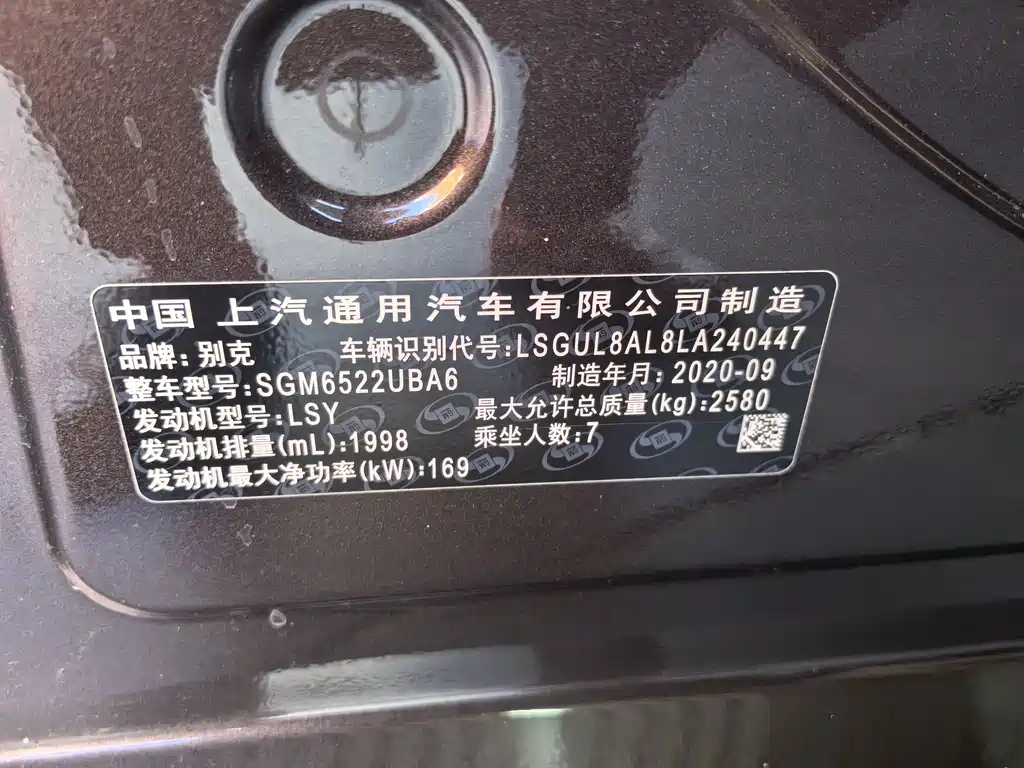 中国 上汽通用汽车有限公司制造
品牌:别克 车辆识别代号:LSGUL8AL8LA240447
整车型号:SGM6522UBA6 制造年月:2020-09
发动机型号:LSY 最大允许总质量(kg):2580
发动机排量(mL):1998 乘坐人数:7
发动机最大净功率(kW):169